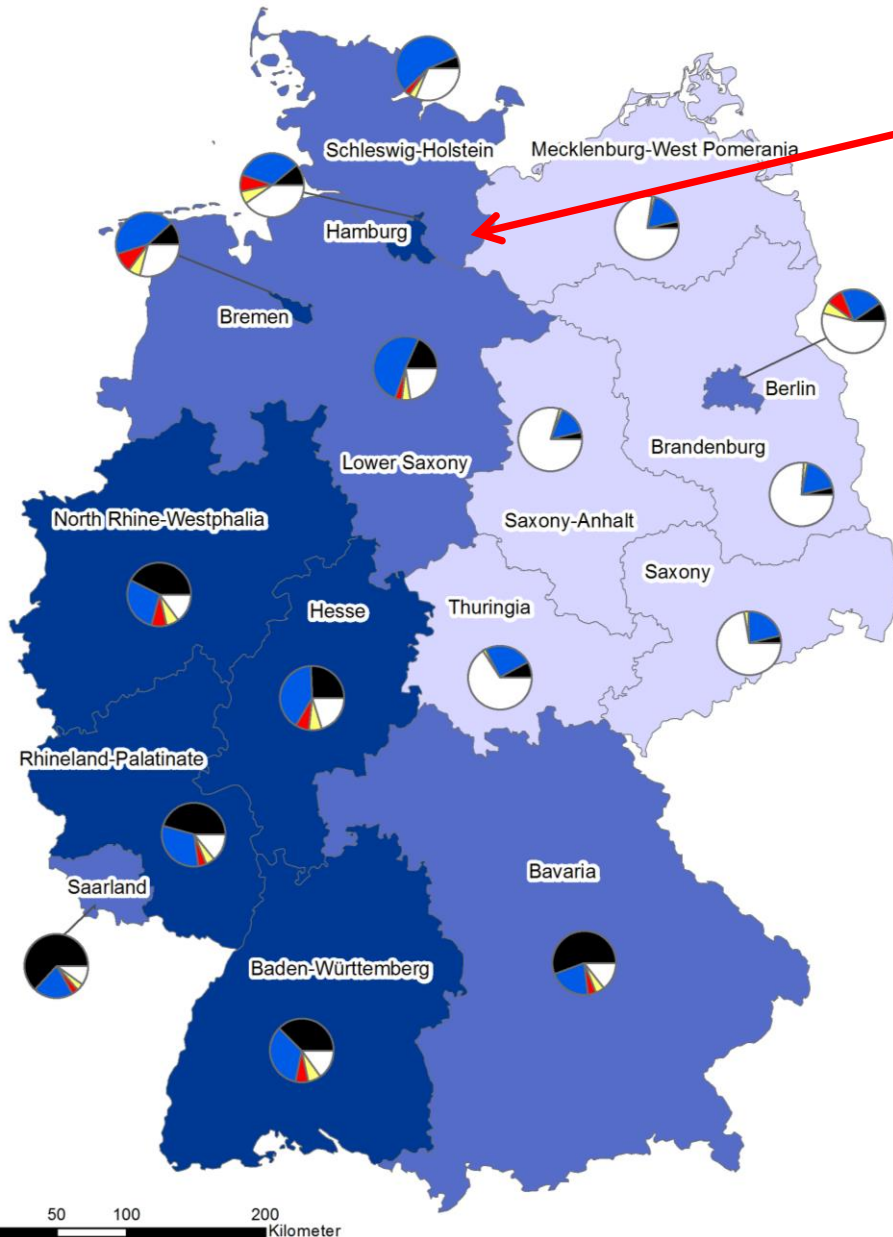 Schleswig-Holstein
Mecklenburg-West Pomerania
Hamburg
Bremen
Berlin
Lower Saxony
Brandenburg
North Rhine-Westphalia
Saxony-Anhalt
Saxony
Hesse
Thuringia
Rhineland-Palatinate
Saarland
Bavaria
Baden-Württemberg
50 100 200
Kilometer